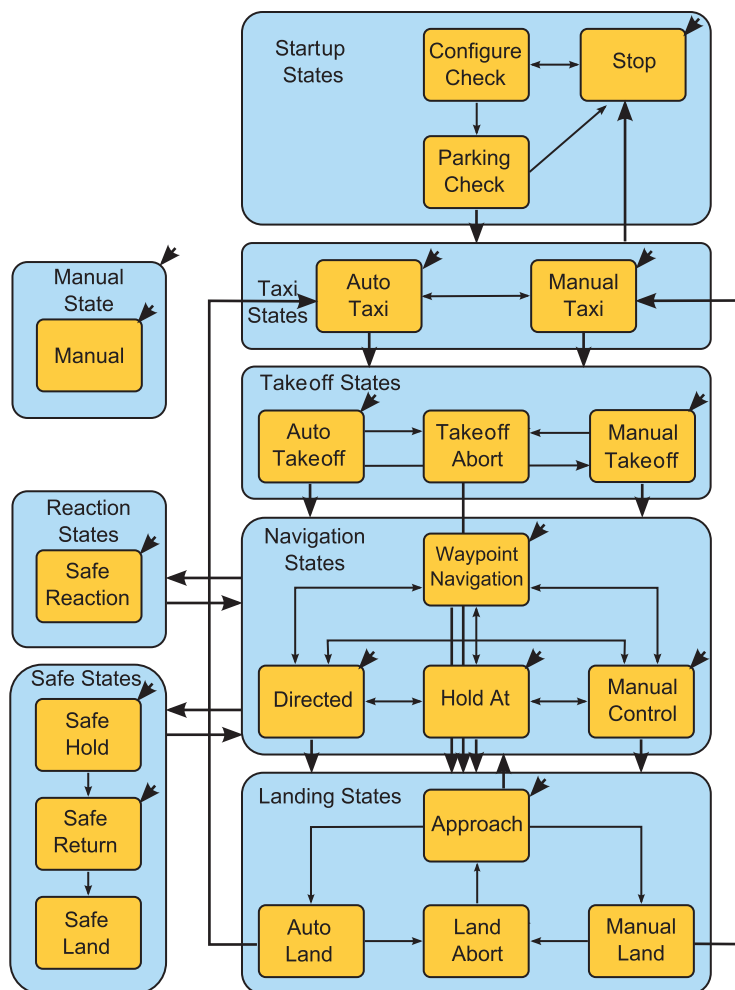 Startup
States
Configure
Check
Stop
Parking
Check
Manual
State
Manual
Taxi
States
Auto
Taxi
Manual
Taxi
Takeoff States
Auto
Takeoff
Takeoff
Abort
Manual
Takeoff
Reaction
States
Safe
Reaction
Navigation
States
Waypoint
Navigation
Directed
Hold At
Manual
Control
Safe States
Safe
Hold
Safe
Return
Safe
Land
Landing States
Approach
Auto
Land
Land
Abort
Manual
Land